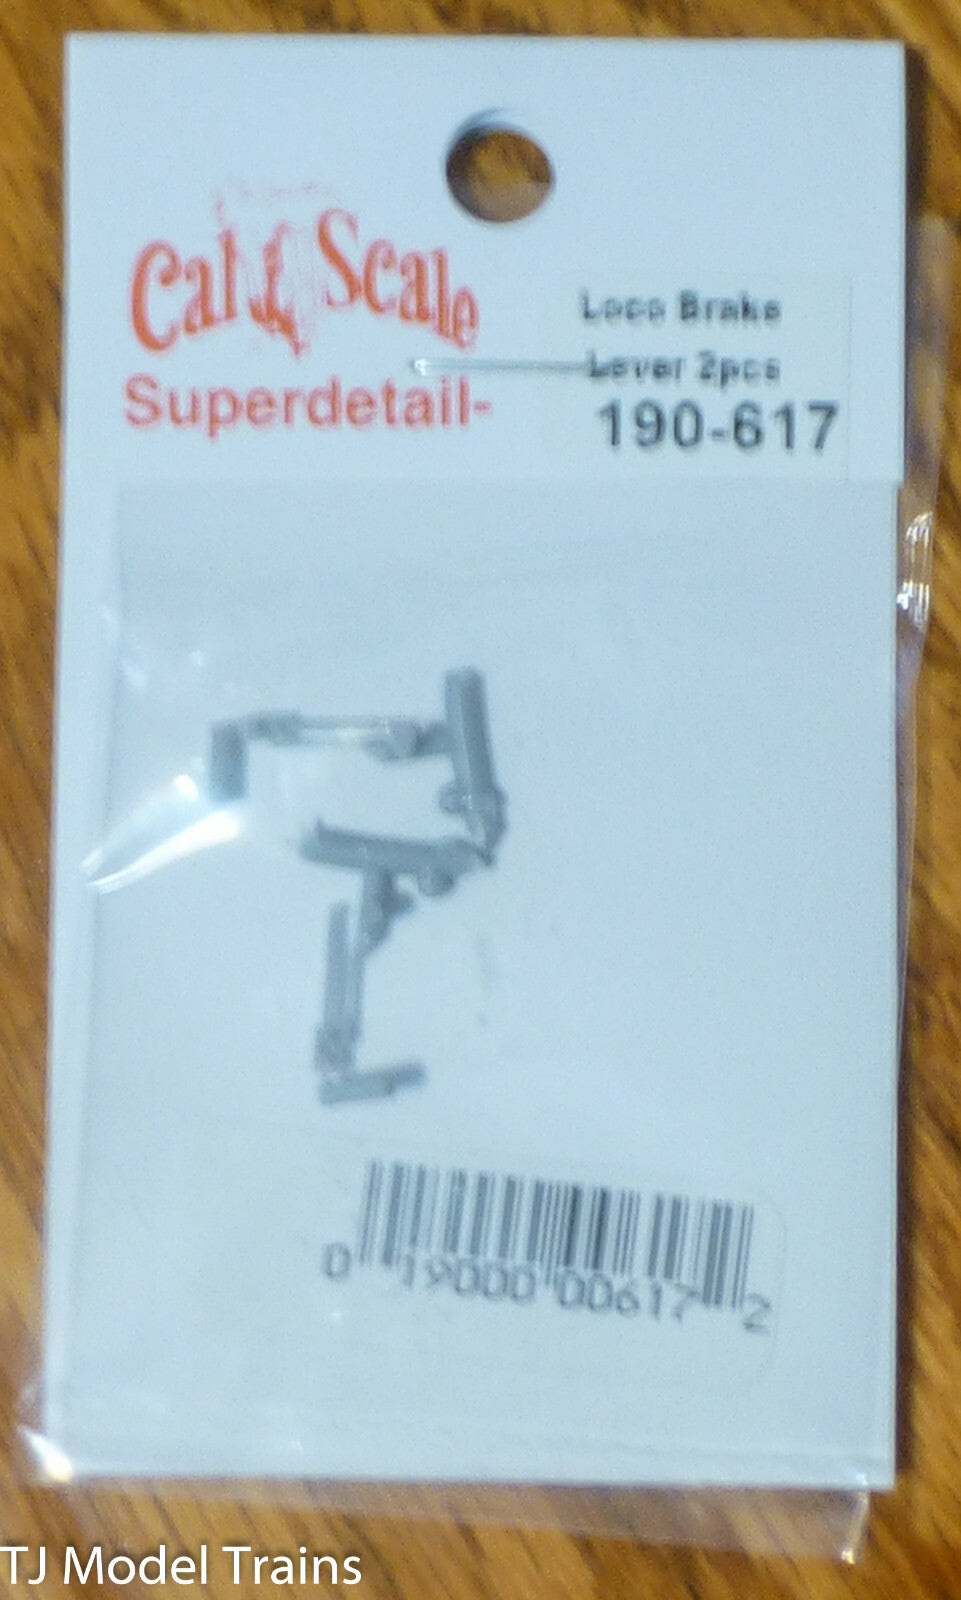 Cal Scale
Superdetail-
Loco Brake
Lever 2pcs
190-617
0 19000 00617 2
TJ Model Trains